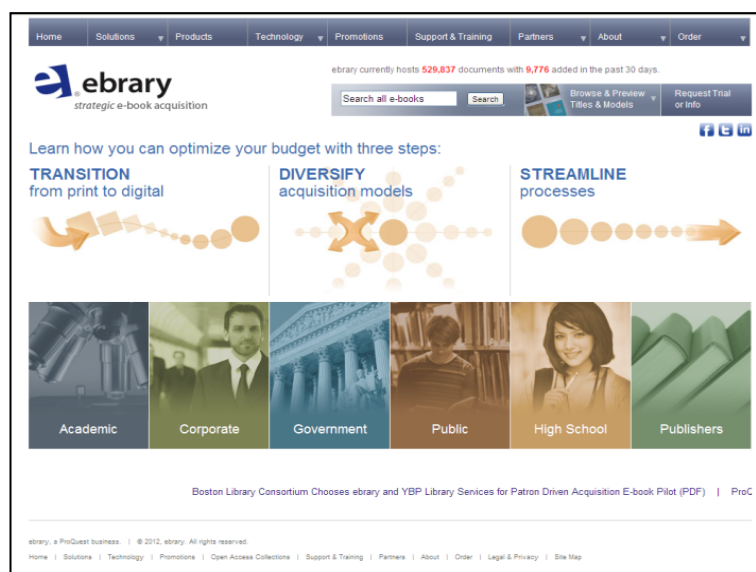 Home Solutions Products Technology Promotions Support & Training Partners About Order
ebrary currently hosts 529,837 documents with 9,776 added in the past 30 days.
ebrary
strategic e-book acquisition
Search all e-books Search
Browse & Preview
Titles & Models
Request Trial
or Info
Learn how you can optimize your budget with three steps:
TRANSITION
from print to digital
DIVERSIFY
acquisition models
STREAMLINE
processes
Academic Corporate Government Public High School Publishers
Boston Library Consortium Chooses ebrary and YBP Library Services for Patron Driven Acquisition E-book Pilot (PDF) | ProQ
ebrary, a ProQuest business. | © 2012, ebrary. All rights reserved.
Home | Solutions | Technology | Promotions | Open Access Collections | Support & Training | Partners | About | Order | Legal & Privacy | Site Map